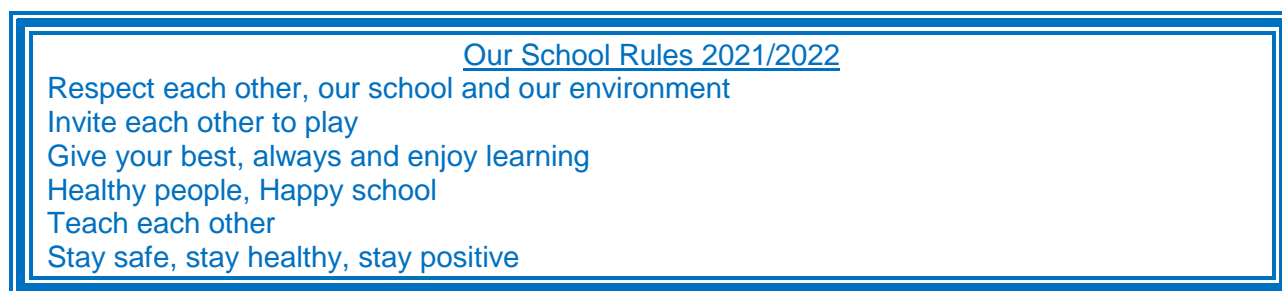 Our School Rules 2021/2022
Respect each other, our school and our environment
Invite each other to play
Give your best, always and enjoy learning
Healthy people, Happy school
Teach each other
Stay safe, stay healthy, stay positive